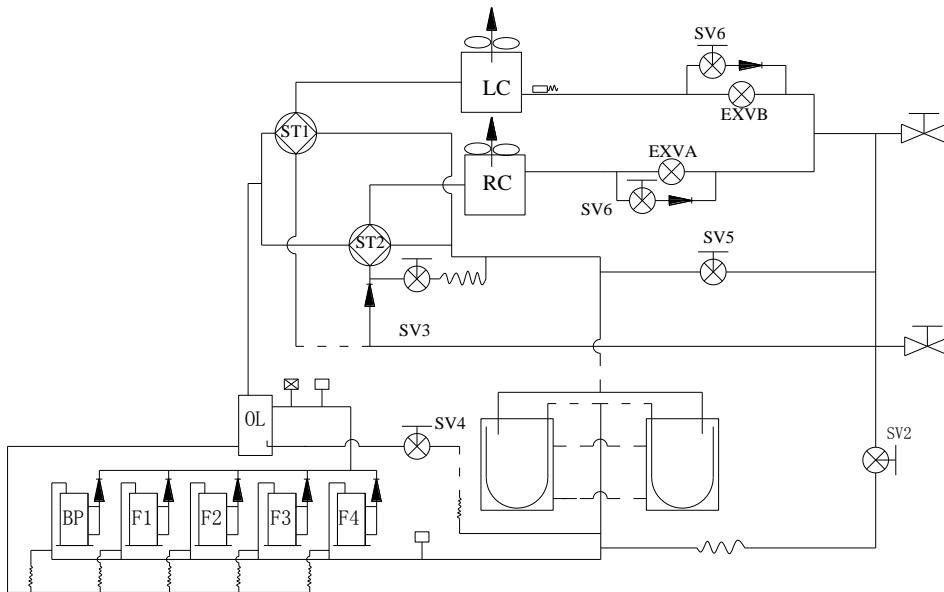 SV6
LC
EXVB
ST1
EXVA
RC
SV6
ST2
SV5
SV3
OL
SV4
SV2
BP
F1
F2
F3
F4